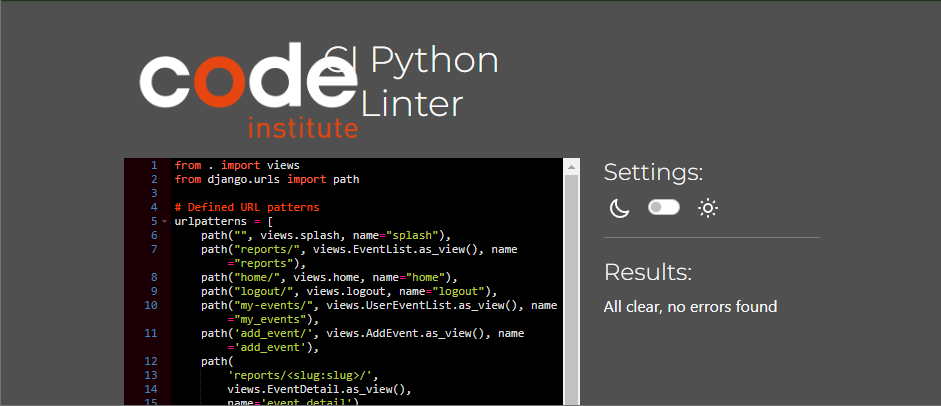 code
institute
CI Python
Linter
1 from . import views
2 from django.urls import path
3
4 # Defined URL patterns
5 urlpatterns = [
6 path("", views.splash, name="splash"),
7 path("reports/", views.EventList.as_view(), name
="reports"),
8 path("home/", views.home, name="home"),
9 path("logout/", views.logout, name="logout"),
10 path("my-events/", views.UserEventList.as_view(), name
="my_events"),
11 path('add_event/', views.AddEvent.as_view(), name
='add_event'),
12 path(
13 'reports/<slug:slug>/',
14 views.EventDetail.as_view(),
15 name='event_detail')
Settings:
Results:
All clear, no errors found